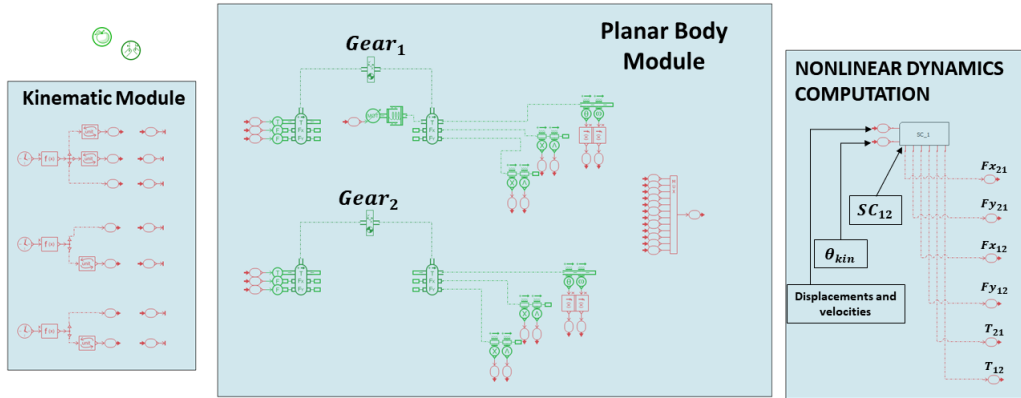 Kinematic Module
f (x)
f (x)
f (x)
Planar Body
Module
Gear₁
T
F
F
T
Gear₂
T
F
F
T
NONLINEAR DYNAMICS
COMPUTATION
SC_1
SC₁₂
θkin
Displacements and
velocities
Fx₂₁
Fy₂₁
Fx₁₂
Fy₁₂
T₂₁
T₁₂